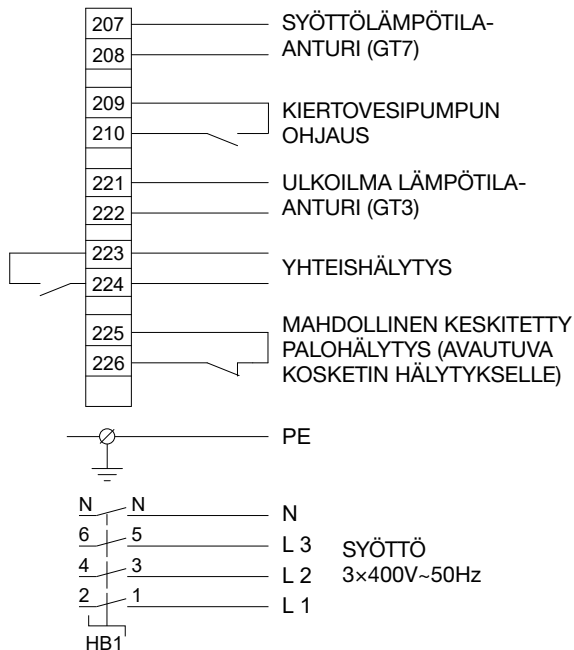 207
208
SYÖTTÖLÄMPÖTILA-
ANTURI (GT7)
209
210
KIERTOVESIPUMPUN
OHJAUS
221
222
ULKOILMA LÄMPÖTILA-
ANTURI (GT3)
223
224
YHTEISHÄLYTYS
225
226
MAHDOLLINEN KESKITETTY
PALOHÄLYTYS (AVAUTUVA
KOSKETIN HÄLYTYKSELLE)
PE
N N N
6 5 L 3
4 3 L 2
2 1 L 1
SYÖTTÖ
3×400V~50Hz
HB1